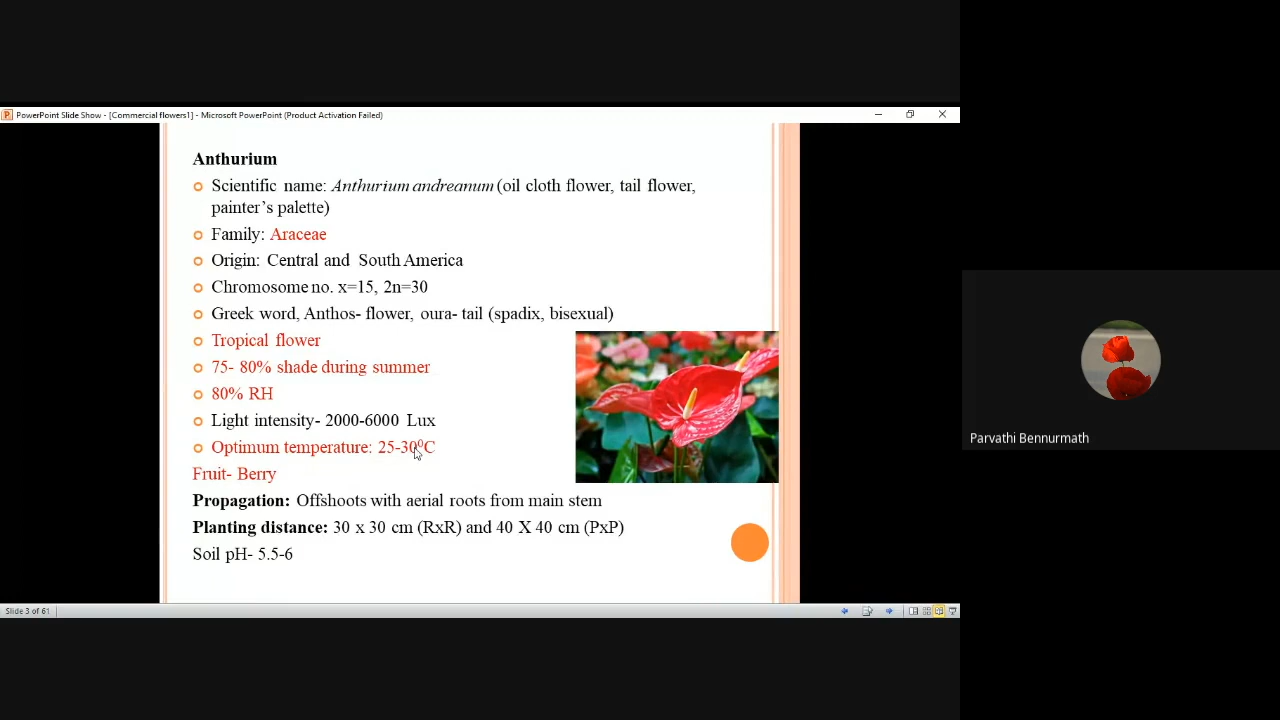 PowerPoint Slide Show - [Commercial flowers1] - Microsoft PowerPoint (Product Activation Failed)
Anthurium
Scientific name: Anthurium andreanum (oil cloth flower, tail flower,
painter's palette)
Family: Araceae
Origin: Central and South America
Chromosome no. x=15, 2n=30
Greek word, Anthos- flower, oura- tail (spadix, bisexual)
Tropical flower
75- 80% shade during summer
80% RH
Light intensity- 2000-6000 Lux
Optimum temperature: 25-30⁰C
Fruit- Berry
Propagation: Offshoots with aerial roots from main stem
Planting distance: 30 x 30 cm (RxR) and 40 X 40 cm (PxP)
Soil pH- 5.5-6
Slide 3 of 61
Parvathi Bennurmath